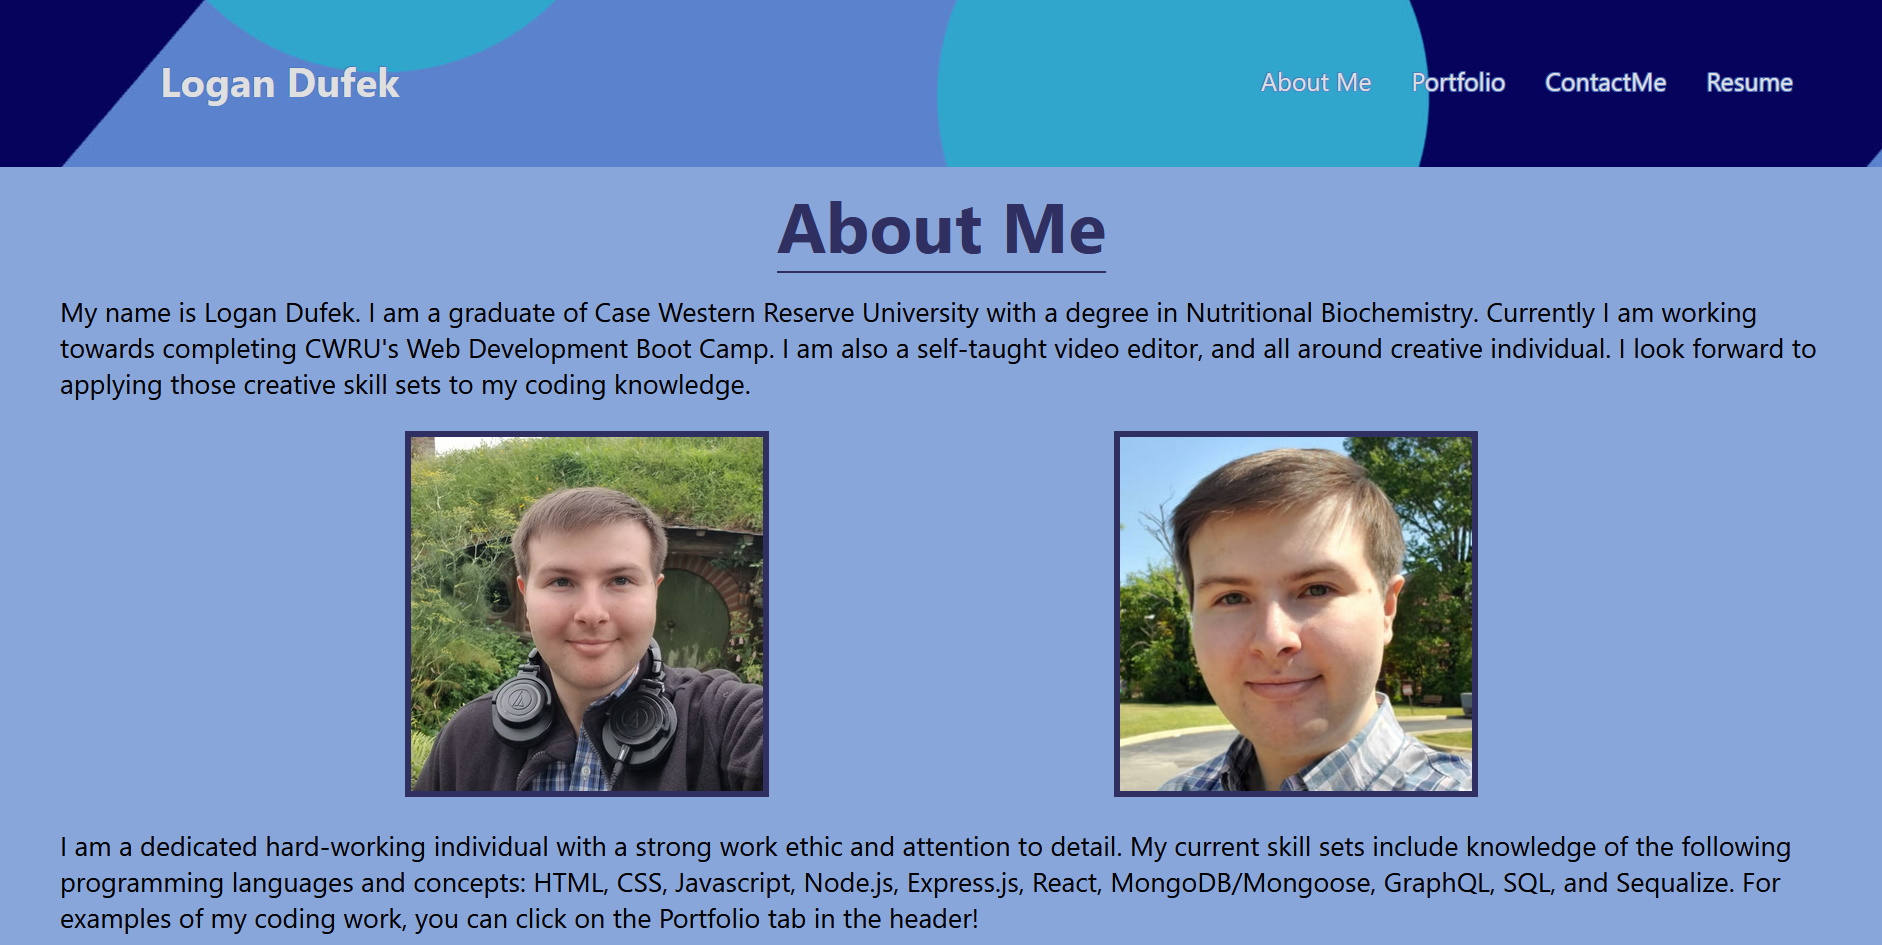 Logan Dufek
About Me Portfolio ContactMe Resume
About Me
My name is Logan Dufek. I am a graduate of Case Western Reserve University with a degree in Nutritional Biochemistry. Currently I am working
towards completing CWRU's Web Development Boot Camp. I am also a self-taught video editor, and all around creative individual. I look forward to
applying those creative skill sets to my coding knowledge.
I am a dedicated hard-working individual with a strong work ethic and attention to detail. My current skill sets include knowledge of the following
programming languages and concepts: HTML, CSS, Javascript, Node.js, Express.js, React, MongoDB/Mongoose, GraphQL, SQL, and Sequalize. For
examples of my coding work, you can click on the Portfolio tab in the header!